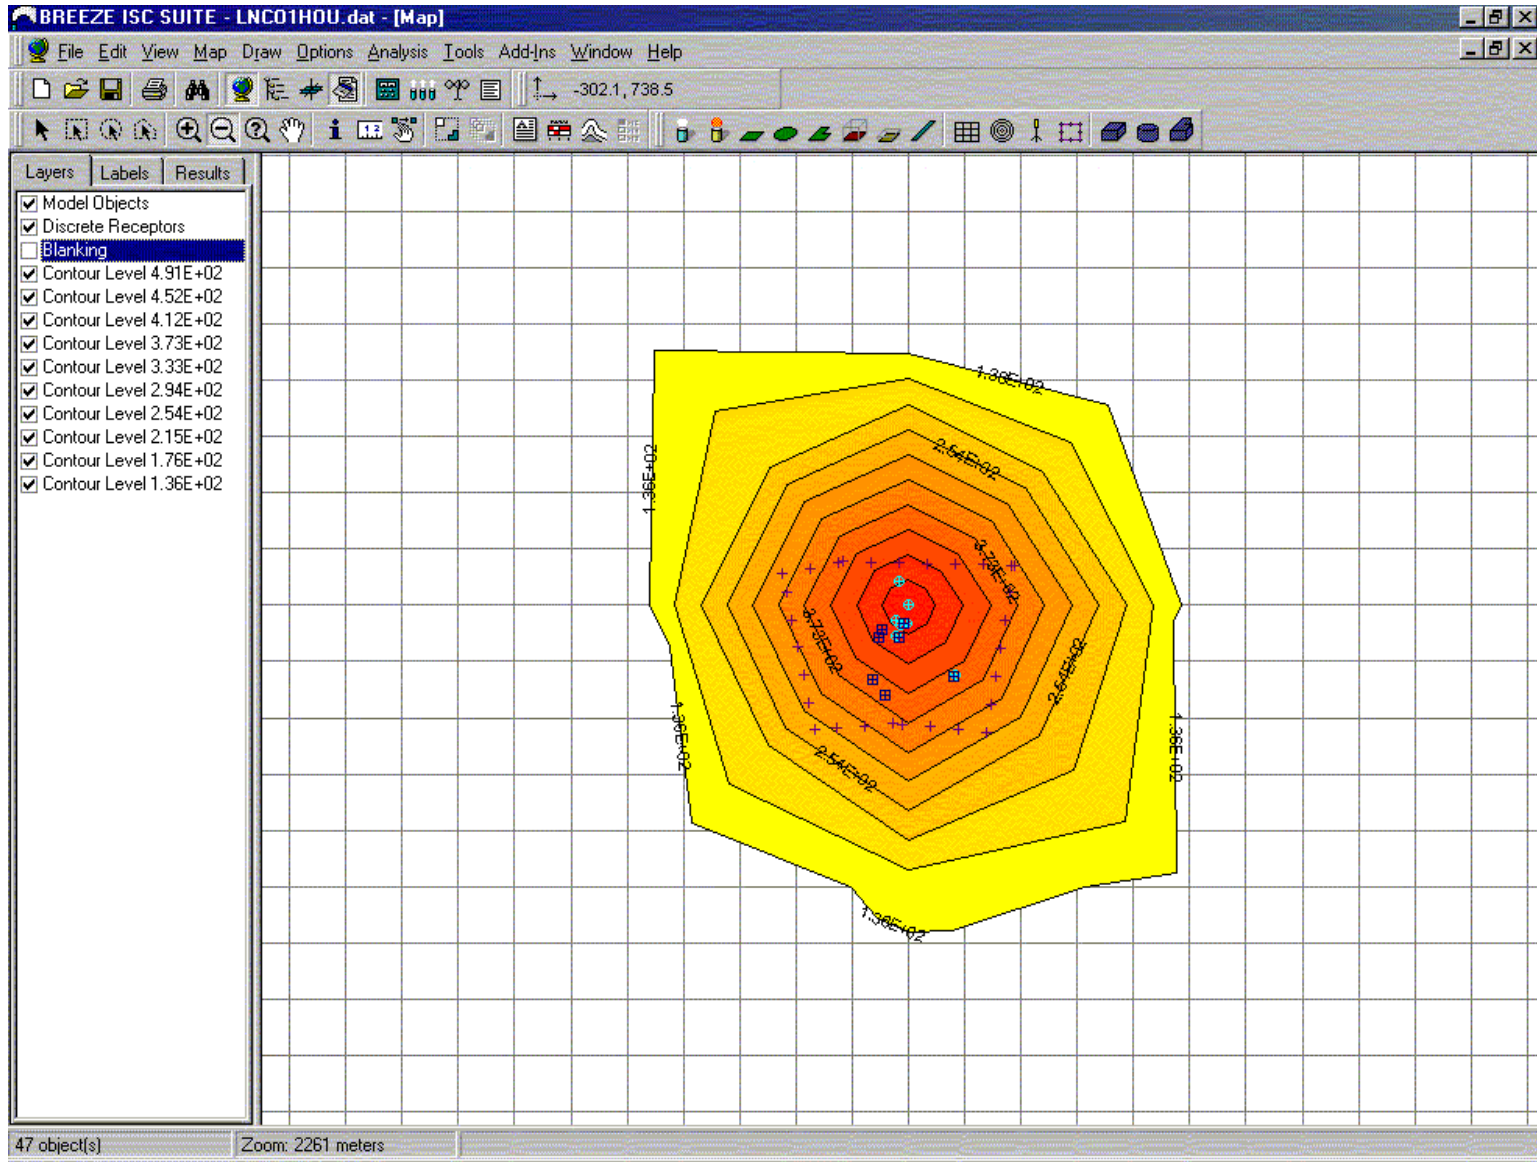 BREEZE ISC SUITE - LNCO1HOU.dat - [Map]
File Edit View Map Draw Options Analysis Tools Add-Ins Window Help
-302.1, 738.5
Layers Labels Results
Model Objects
Discrete Receptors
Blanking
Contour Level 4.91E+02
Contour Level 4.52E+02
Contour Level 4.12E+02
Contour Level 3.73E+02
Contour Level 3.33E+02
Contour Level 2.94E+02
Contour Level 2.54E+02
Contour Level 2.15E+02
Contour Level 1.76E+02
Contour Level 1.36E+02
1.36E+02
2.54E+02
1.36E+02
3.73E+02
3.73E+02
2.54E+02
1.36E+02
1.36E+02
2.54E+02
1.36E+02
47 object(s)
Zoom: 2261 meters